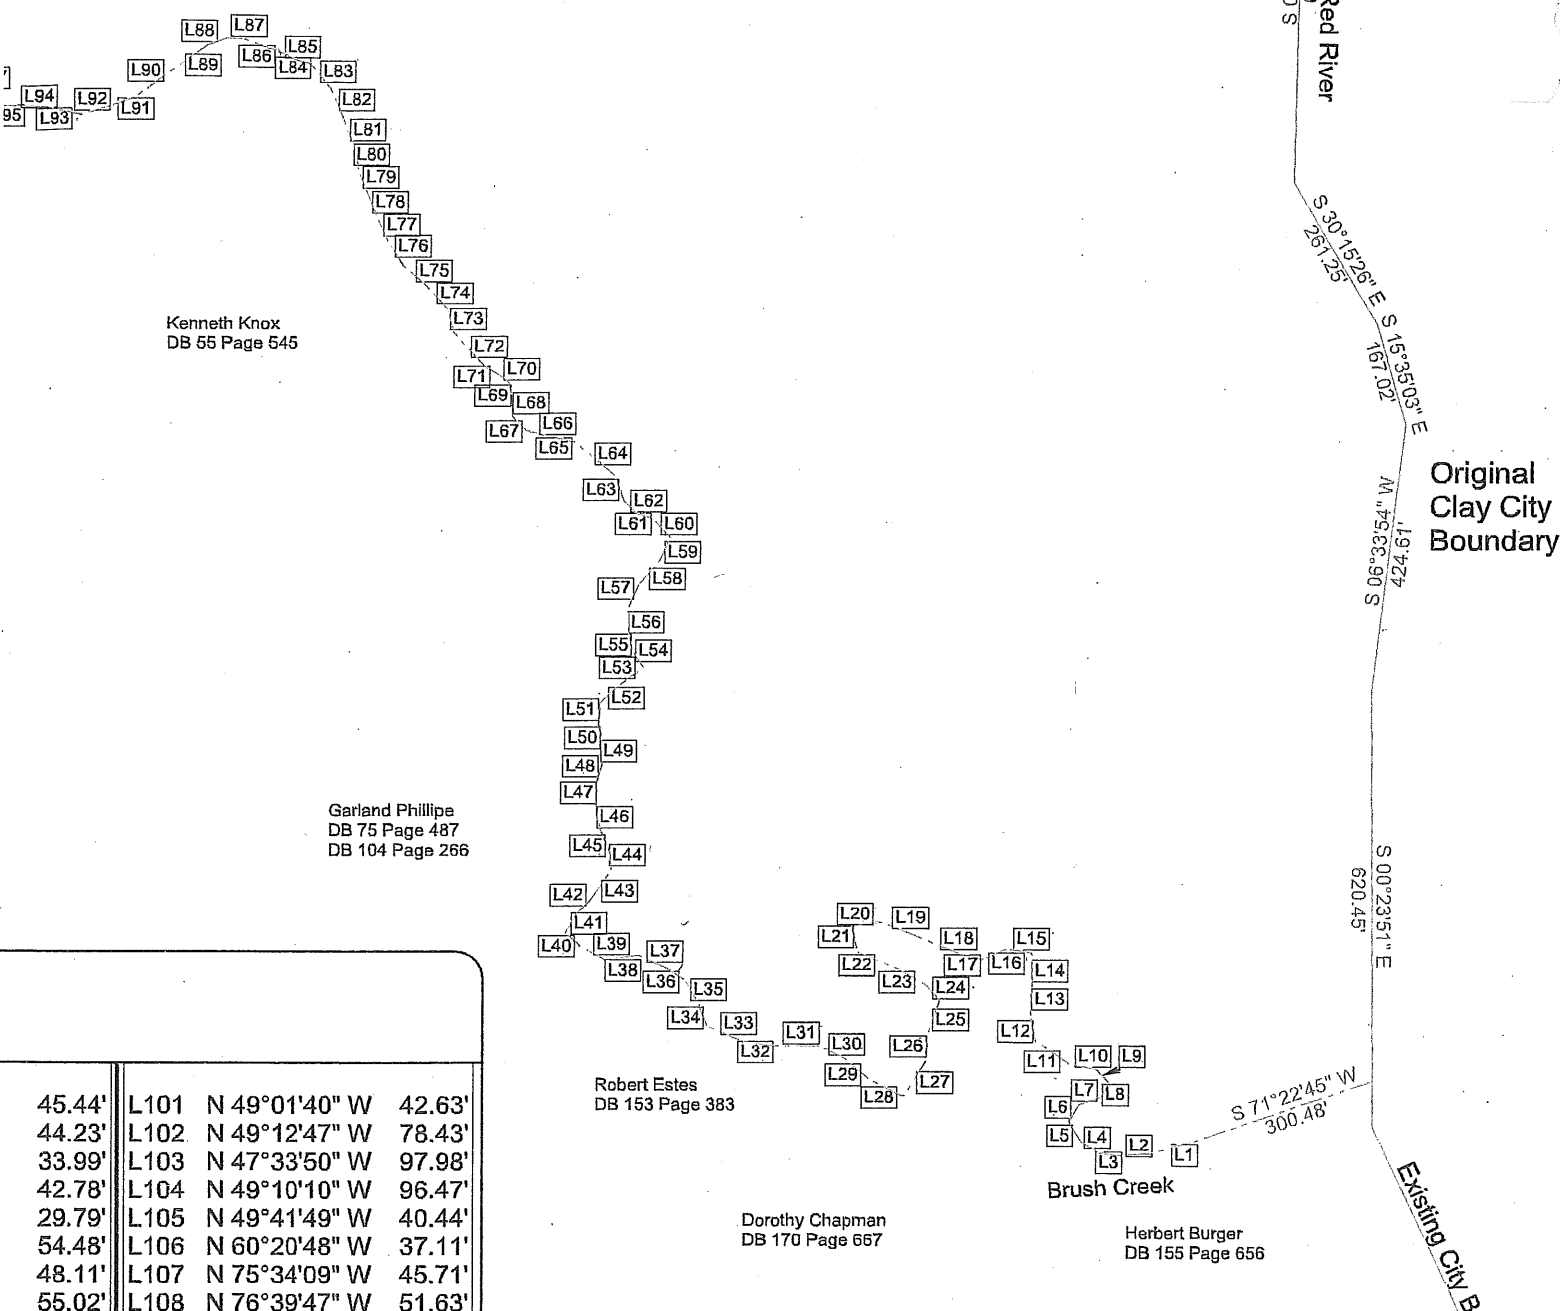 L88
L87
L86
L85
L84
L83
L89
L90
L94
L92
L91
95
L93
L82
L81
L80
L79
L78
L77
L76
L75
L74
L73
L72
L71
L70
L69
L68
L67
L66
L65
L64
L63
L62
L61
L60
L59
L58
L57
L56
L55
L54
L53
L52
L51
L50
L49
L48
L47
L46
L45
L44
L43
L42
L41
L40
L39
L38
L37
L36
L35
L34
L33
L32
L31
L30
L29
L28
L27
L26
L25
L24
L23
L22
L21
L20
L19
L18
L17
L16
L15
L14
L13
L12
L11
L10
L9
L8
L7
L6
L5
L4
L3
L2
L1
Kenneth Knox
DB 55 Page 545
Garland Phillipe
DB 75 Page 487
DB 104 Page 266
Robert Estes
DB 153 Page 383
Dorothy Chapman
DB 170 Page 667
Herbert Burger
DB 155 Page 656
Brush Creek
Red River
0 S
S 30°15'26" E
261.25'
S 15°35'03" E
167.02'
Original
Clay City
Boundary
S 06°33'54" W
424.61'
S 00°23'51" E
620.45'
S 71°22'45" W
300.48'
Existing City B
45.44' L101 N 49°01'40" W 42.63'
44.23' L102 N 49°12'47" W 78.43'
33.99' L103 N 47°33'50" W 97.98'
42.78' L104 N 49°10'10" W 96.47'
29.79' L105 N 49°41'49" W 40.44'
54.48' L106 N 60°20'48" W 37.11'
48.11' L107 N 75°34'09" W 45.71'
55.02' L108 N 76°39'47" W 51.63'